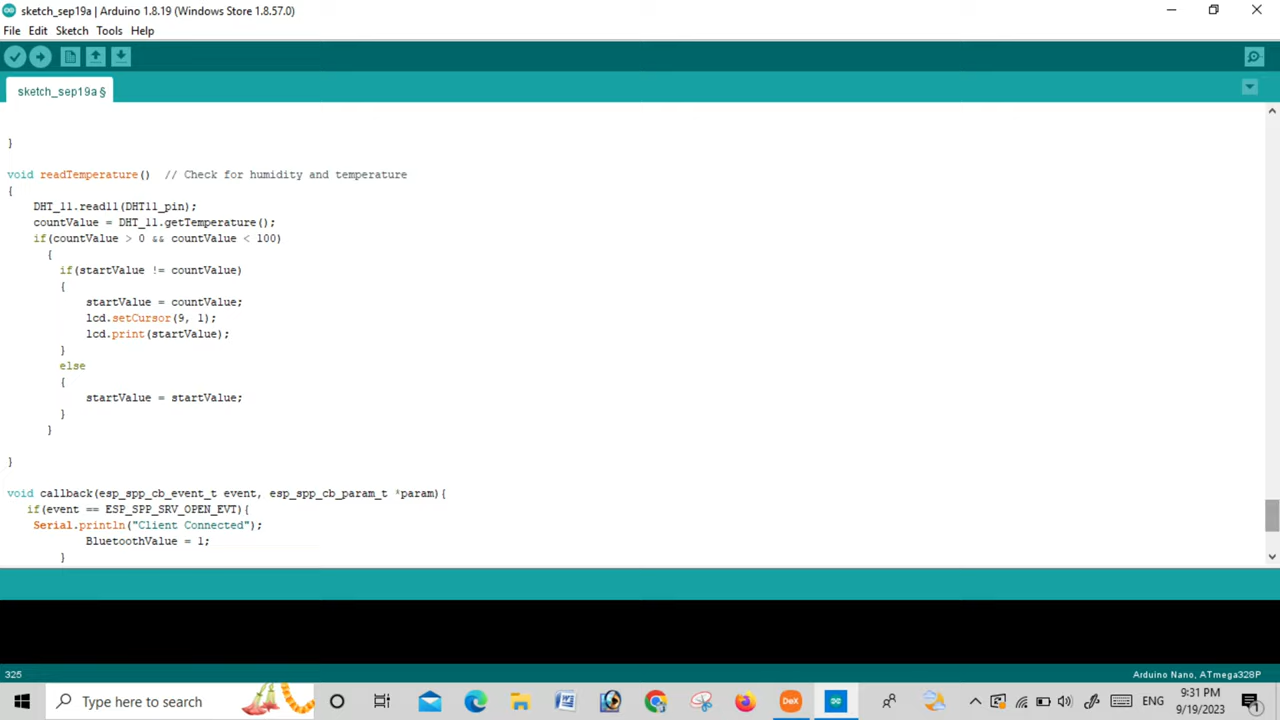 sketch_sep19a | Arduino 1.8.19 (Windows Store 1.8.57.0)
File Edit Sketch Tools Help
sketch_sep19a §
}
void readTemperature()  // Check for humidity and temperature
{
    DHT_11.read11(DHT11_pin);
    countValue = DHT_11.getTemperature();
    if(countValue > 0 && countValue < 100)
      {
        if(startValue != countValue)
        {
            startValue = countValue;
            lcd.setCursor(9, 1);
            lcd.print(startValue);
        }
        else
        {
            startValue = startValue;
        }
      }
}
void callback(esp_spp_cb_event_t event, esp_spp_cb_param_t *param){
   if(event == ESP_SPP_SRV_OPEN_EVT){
    Serial.println("Client Connected");
            BluetoothValue = 1;
        }
325
Arduino Nano, ATmega328P
Type here to search
DeX
ENG
9:31 PM
9/19/2023
1